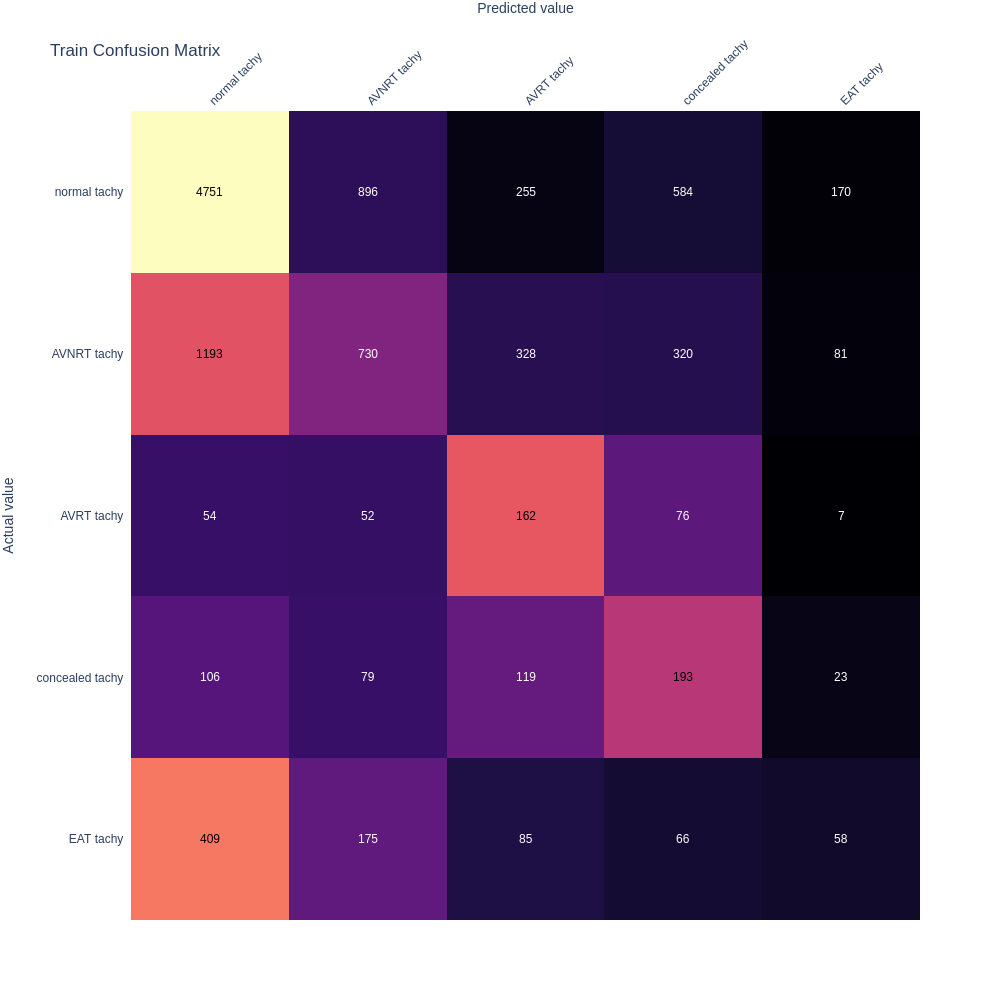 Predicted value
Train Confusion Matrix
normal tachy AVNRT tachy AVRT tachy concealed tachy EAT tachy
normal tachy 4751 896 255 584 170
AVNRT tachy 1193 730 328 320 81
Actual value
AVRT tachy 54 52 162 76 7
concealed tachy 106 79 119 193 23
EAT tachy 409 175 85 66 58